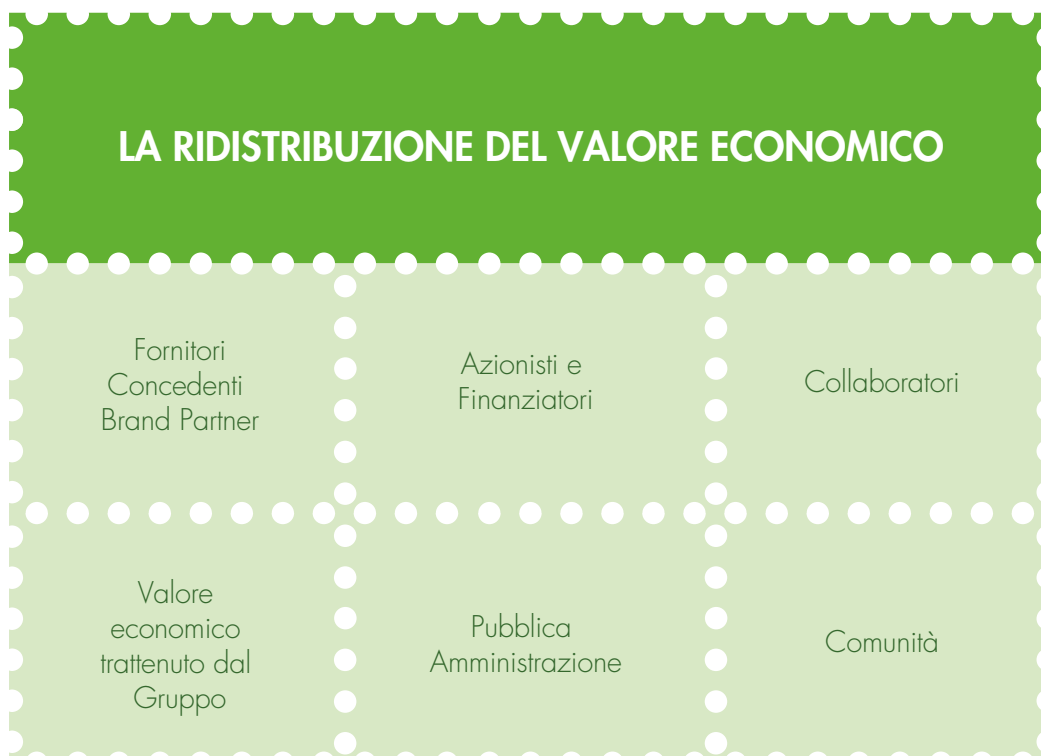 LA RIDISTRIBUZIONE DEL VALORE ECONOMICO
Fornitori
Concedenti
Brand Partner
Azionisti e
Finanziatori
Collaboratori
Valore
economico
trattenuto dal
Gruppo
Pubblica
Amministrazione
Comunità